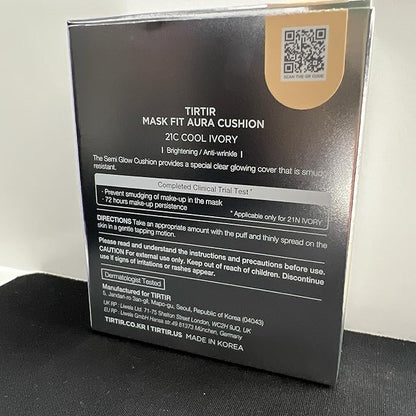 SCAN THE QR CODE
TIRTIR
MASK FIT AURA CUSHION
21C COOL IVORY
| Brightening / Anti-wrinkle |
The Semi Glow Cushion provides a special clear glowing cover that is smudge
resistant.
Completed Clinical Trial Test*
· Prevent smudging of make-up in the mask
· 72 hours make-up persistence
* Applicable only for 21N IVORY
DIRECTIONS Take an appropriate amount with the puff and thinly spread on the
skin in a gentle tapping motion.
Please read and understand the instructions and precautions before use.
CAUTION For external use only. Keep out of reach of children. Discontinue
use if signs of irritations or rashes appear.
Dermatologist Tested
Manufactured for TIRTIR
5, Jandari-ro 3an-gil, Mapo-gu, Seoul, Republic of Korea (04043)
UK RP : Liwela Ltd. 71-75 Shelton Street London, WC2H 9JQ, UK
EU RP : Liwela GmbH Hansa str 49 81373 München, Germany
TIRTIR.CO.KR | TIRTIR.US MADE IN KOREA